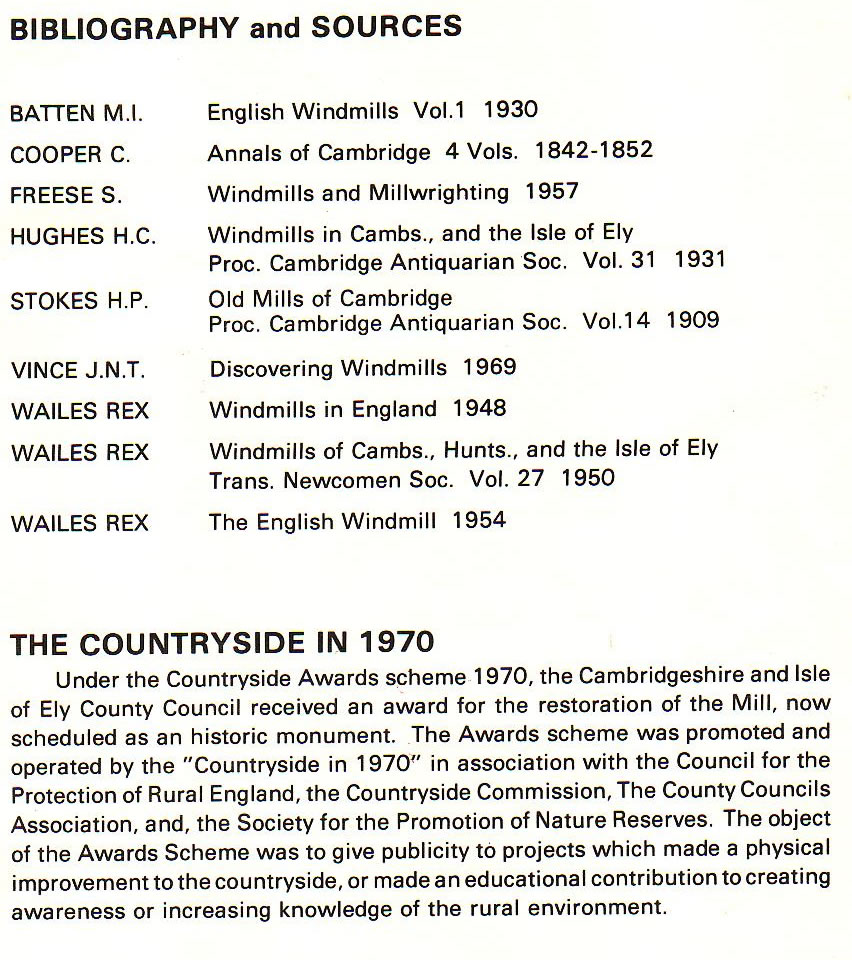 BIBLIOGRAPHY and SOURCES
BATTEN M.I. English Windmills Vol.1 1930
COOPER C. Annals of Cambridge 4 Vols. 1842-1852
FREESE S. Windmills and Millwrighting 1957
HUGHES H.C. Windmills in Cambs., and the Isle of Ely
Proc. Cambridge Antiquarian Soc. Vol. 31 1931
STOKES H.P. Old Mills of Cambridge
Proc. Cambridge Antiquarian Soc. Vol.14 1909
VINCE J.N.T. Discovering Windmills 1969
WAILES REX Windmills in England 1948
WAILES REX Windmills of Cambs., Hunts., and the Isle of Ely
Trans. Newcomen Soc. Vol. 27 1950
WAILES REX The English Windmill 1954
THE COUNTRYSIDE IN 1970
Under the Countryside Awards scheme 1970, the Cambridgeshire and Isle
of Ely County Council received an award for the restoration of the Mill, now
scheduled as an historic monument. The Awards scheme was promoted and
operated by the "Countryside in 1970" in association with the Council for the
Protection of Rural England, the Countryside Commission, The County Councils
Association, and, the Society for the Promotion of Nature Reserves. The object
of the Awards Scheme was to give publicity to projects which made a physical
improvement to the countryside, or made an educational contribution to creating
awareness or increasing knowledge of the rural environment.